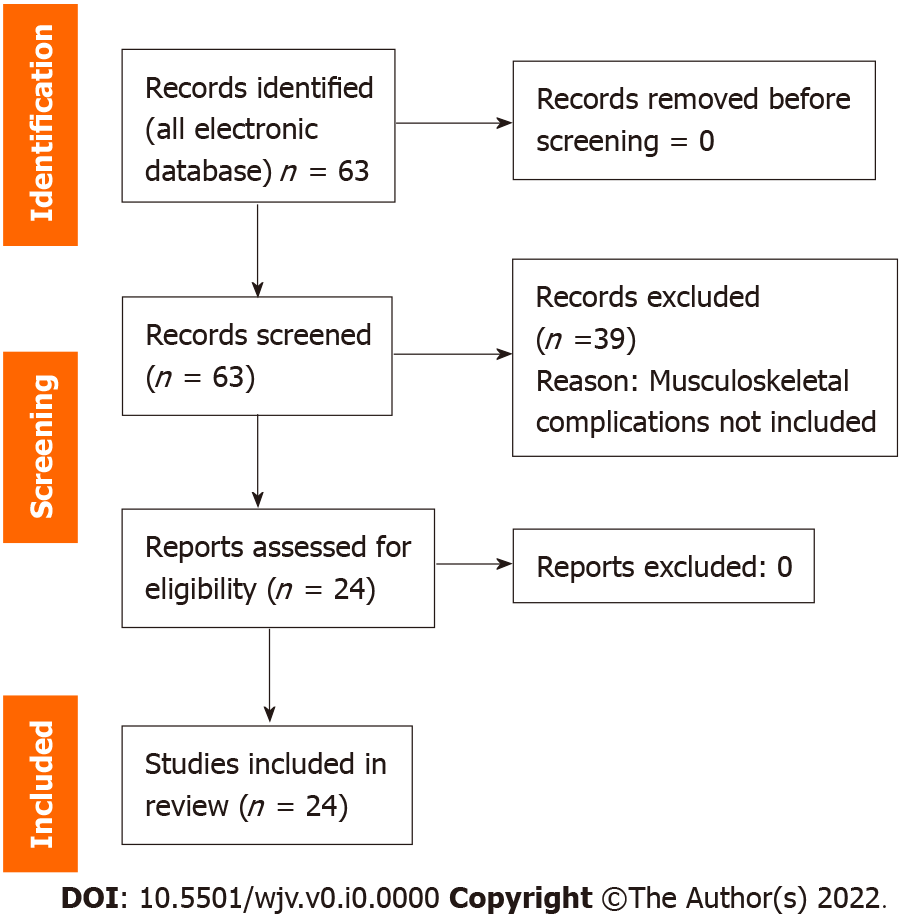 Identification
Records identified
(all electronic
database) n = 63
Records removed before
screening = 0
Screening
Records screened
(n = 63)
Records excluded
(n =39)
Reason: Musculoskeletal
complications not included
Reports assessed for
eligibility (n = 24)
Reports excluded: 0
Included
Studies included in
review (n = 24)
DOI: 10.5501/wjv.v0.i0.0000 Copyright ©The Author(s) 2022.